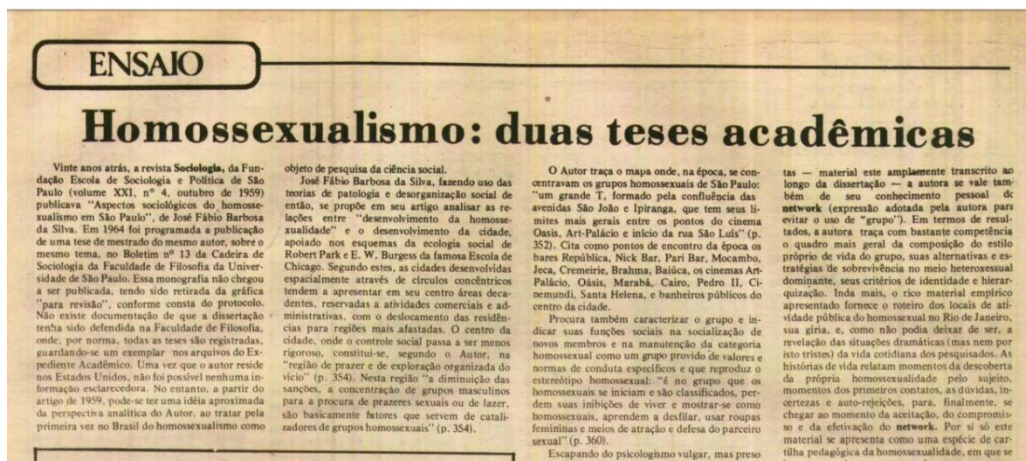 ENSAIO
Homossexualismo: duas teses acadêmicas
Vinte anos atrás, a revista Sociologia, da Fun-
dação Escola de Sociologia e Política de São
Paulo (volume XXI, nº 4, outubro de 1959)
publicava "Aspectos sociológicos do homosse-
xualismo em São Paulo", de José Fábio Barbosa
da Silva. Em 1964 foi programada a publicação
de uma tese de mestrado do mesmo autor, sobre o
mesmo tema, no Boletim nº 13 da Cadeira de
Sociologia da Faculdade de Filosofia da Univer-
sidade de São Paulo. Essa monografia não chegou
a ser publicada, tendo sido retirada da gráfica
"para revisão", conforme consta do protocolo.
Não existe documentação de que a dissertação
tenha sido defendida na Faculdade de Filosofia,
onde, por norma, todas as teses são registradas,
guardando-se um exemplar nos arquivos do Ex-
pediente Acadêmico. Uma vez que o autor reside
nos Estados Unidos, não foi possível nenhuma in-
formação esclarecedora. No entanto, a partir do
artigo de 1959, pode-se ter uma idéia aproximada
da perspectiva analítica do Autor, ao tratar pela
primeira vez no Brasil do homossexualismo como
objeto de pesquisa da ciência social.
José Fábio Barbosa da Silva, fazendo uso das
teorias de patologia e desorganização social de
então, se propõe em seu artigo analisar as re-
lações entre "desenvolvimento da homosse-
xualidade" e o desenvolvimento da cidade,
apoiado nos esquemas da ecologia social de
Robert Park e E. W. Burgess da famosa Escola de
Chicago. Segundo estes, as cidades desenvolvidas
espacialmente através de círculos concêntricos
tendem a apresentar em seu centro áreas deca-
dentes, reservadas a atividades comerciais e ad-
ministrativas, com o deslocamento das residên-
cias para regiões mais afastadas. O centro da
cidade, onde o controle social passa a ser menos
rigoroso, constitui-se, segundo o Autor, na
"região de prazer e de exploração organizada do
vício" (p. 354). Nesta região "a diminuição das
sanções, a concentração de grupos masculinos
para a procura de prazeres sexuais ou de lazer,
são basicamente fatores que servem de catali-
zadores de grupos homossexuais" (p. 354).
O Autor traça o mapa onde, na época, se con-
centravam os grupos homossexuais de São Paulo:
"um grande T, formado pela confluência das
avenidas São João e Ipiranga, que tem seus li-
mites mais gerais entre os pontos do cinema
Oasis, Art-Palácio e início da rua São Luís" (p.
352). Cita como pontos de encontro da época os
bares República, Nick Bar, Pari Bar, Mocambo,
Jeca, Cremeirie, Brahma, Baiúca, os cinemas Art-
Palácio, Oásis, Marabá, Cairo, Pedro II, Ci-
nemundi, Santa Helena, e banheiros públicos do
centro da cidade.
Procura também caracterizar o grupo e in-
dicar suas funções sociais na socialização de
novos membros e na manutenção da categoria
homossexual como um grupo provido de valores e
normas de conduta específicos e que reproduz o
estereótipo homossexual: "é no grupo que os
homossexuais se iniciam e são classificados, per-
dem suas inibições de viver e mostrar-se como
homossexuais, aprendem a desfilar, usar roupas
femininas e meios de atração e defesa do parceiro
sexual" (p. 360).
Escapando do psicologismo vulgar, mas preso
tas — material este amplamente transcrito ao
longo da dissertação — a autora se vale tam-
bém de seu conhecimento pessoal de
network (expressão adotada pela autora para
evitar o uso de "grupo"). Em termos de resul-
tados, a autora traça com bastante competência
o quadro mais geral da composição do estilo
próprio de vida do grupo, suas alternativas e es-
tratégias de sobrevivência no meio heterossexual
dominante, seus critérios de identidade e hierar-
quização. Inda mais, o rico material empírico
apresentado fornece o roteiro dos locais de ati-
vidade pública do homossexual no Rio de Janeiro,
sua gíria, e, como não podia deixar de ser, a
revelação das situações dramáticas (mas nem por
isto tristes) da vida cotidiana dos pesquisados. As
histórias de vida relatam momentos da descoberta
da própria homossexualidade pelo sujeito,
momentos dos primeiros contatos, as dúvidas, in-
certezas e auto-rejeições, para, finalmente, se
chegar ao momento da aceitação, do compromis-
so e da efetivação do network. Por si só este
material se apresenta como uma espécie de car-
tilha pedagógica da homossexualidade, em que se